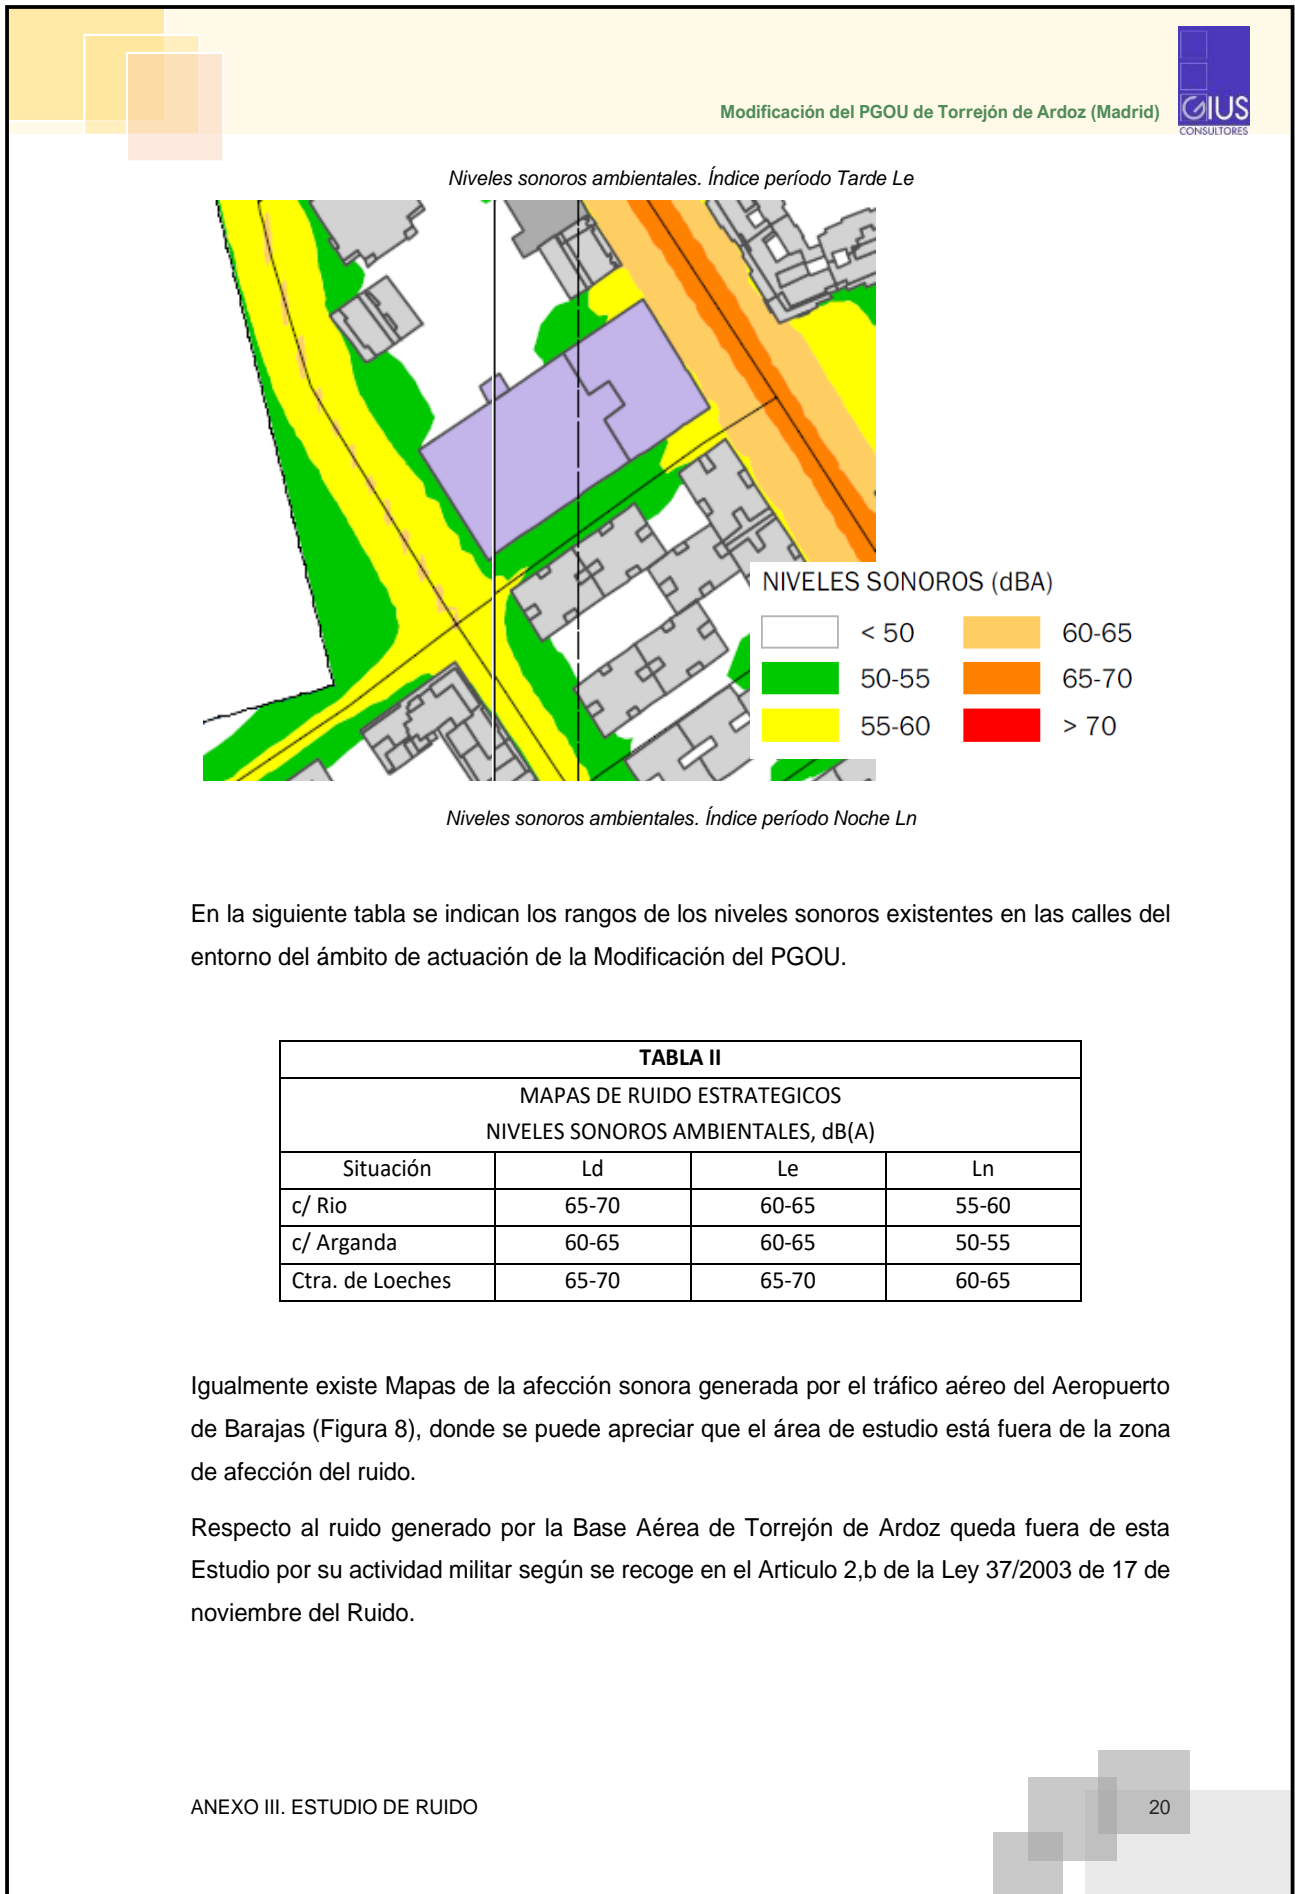 Modificación del PGOU de Torrejón de Ardoz (Madrid)
GIUS
CONSULTORES
Niveles sonoros ambientales. Índice período Tarde Le
NIVELES SONOROS (dBA)
< 50
60-65
50-55
65-70
55-60
> 70
Niveles sonoros ambientales. Índice período Noche Ln
En la siguiente tabla se indican los rangos de los niveles sonoros existentes en las calles del
entorno del ámbito de actuación de la Modificación del PGOU.
TABLA II
MAPAS DE RUIDO ESTRATEGICOS
NIVELES SONOROS AMBIENTALES, dB(A)
Situación Ld Le Ln
c/ Rio 65-70 60-65 55-60
c/ Arganda 60-65 60-65 50-55
Ctra. de Loeches 65-70 65-70 60-65
Igualmente existe Mapas de la afección sonora generada por el tráfico aéreo del Aeropuerto
de Barajas (Figura 8), donde se puede apreciar que el área de estudio está fuera de la zona
de afección del ruido.
Respecto al ruido generado por la Base Aérea de Torrejón de Ardoz queda fuera de esta
Estudio por su actividad militar según se recoge en el Articulo 2,b de la Ley 37/2003 de 17 de
noviembre del Ruido.
ANEXO III. ESTUDIO DE RUIDO
20